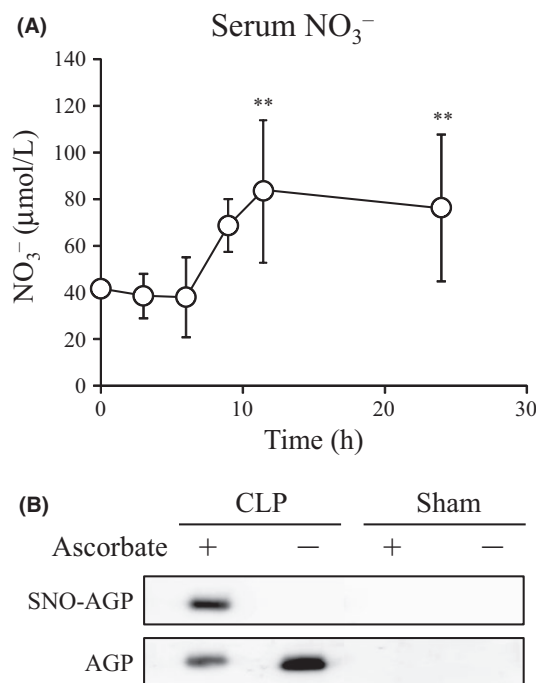 (A) Serum NO₃⁻
140
120
100
80
60
40
20
0
NO₃⁻ (μmol/L)
** **
0 10 20 30
Time (h)
(B)
CLP Sham
Ascorbate + − + −
SNO-AGP
AGP